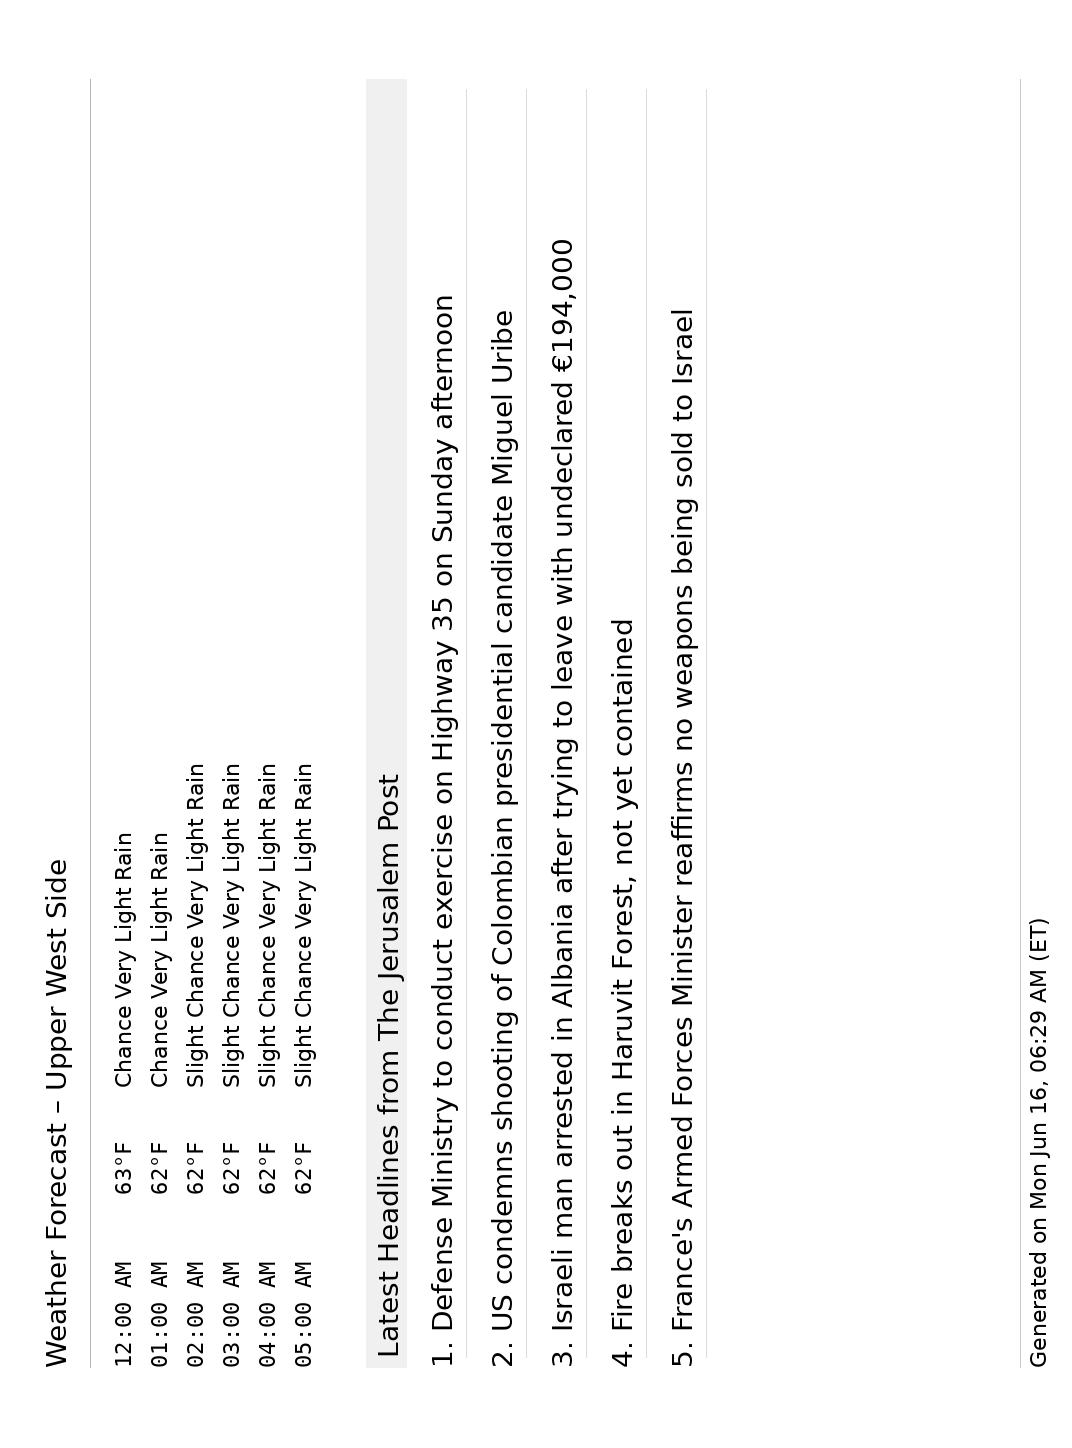 Weather Forecast – Upper West Side
12:00 AM 63°F Chance Very Light Rain
01:00 AM 62°F Chance Very Light Rain
02:00 AM 62°F Slight Chance Very Light Rain
03:00 AM 62°F Slight Chance Very Light Rain
04:00 AM 62°F Slight Chance Very Light Rain
05:00 AM 62°F Slight Chance Very Light Rain
Latest Headlines from The Jerusalem Post
1. Defense Ministry to conduct exercise on Highway 35 on Sunday afternoon
2. US condemns shooting of Colombian presidential candidate Miguel Uribe
3. Israeli man arrested in Albania after trying to leave with undeclared €194,000
4. Fire breaks out in Haruvit Forest, not yet contained
5. France's Armed Forces Minister reaffirms no weapons being sold to Israel
Generated on Mon Jun 16, 06:29 AM (ET)